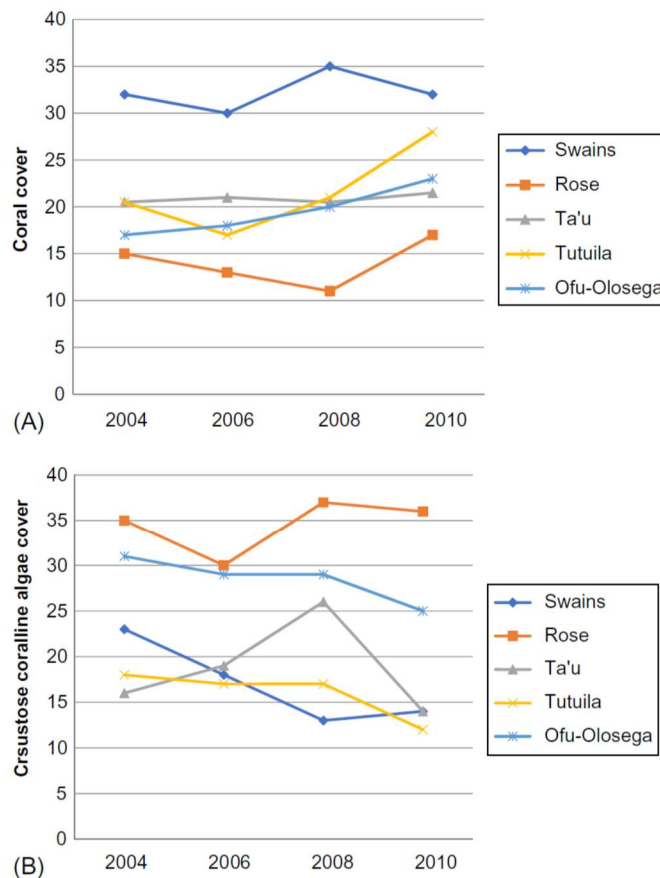 40
35
30
25
20
15
10
5
0
Coral cover
2004 2006 2008 2010
(A)
Swains
Rose
Ta'u
Tutuila
Ofu-Olosega
40
35
30
25
20
15
10
5
0
Crsustose coralline algae cover
2004 2006 2008 2010
(B)
Swains
Rose
Ta'u
Tutuila
Ofu-Olosega